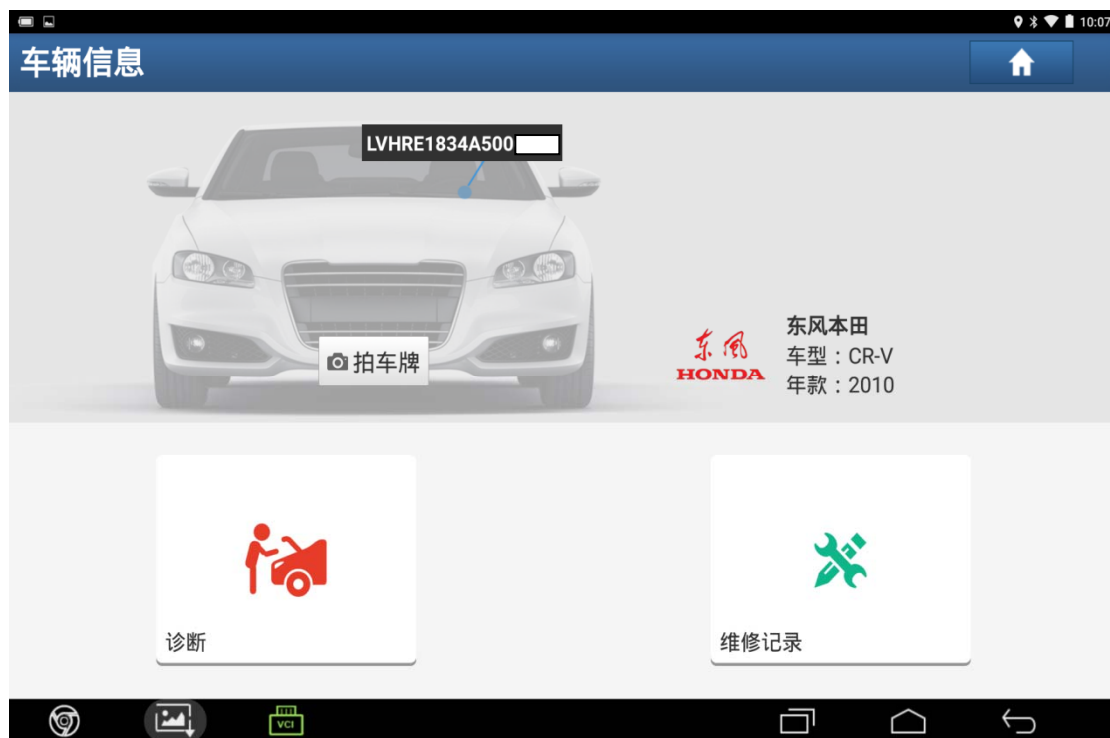 10:07
车辆信息
LVHRE1834A500
东风
HONDA
东风本田
车型：CR-V
年款：2010
拍车牌
诊断
维修记录
VCI